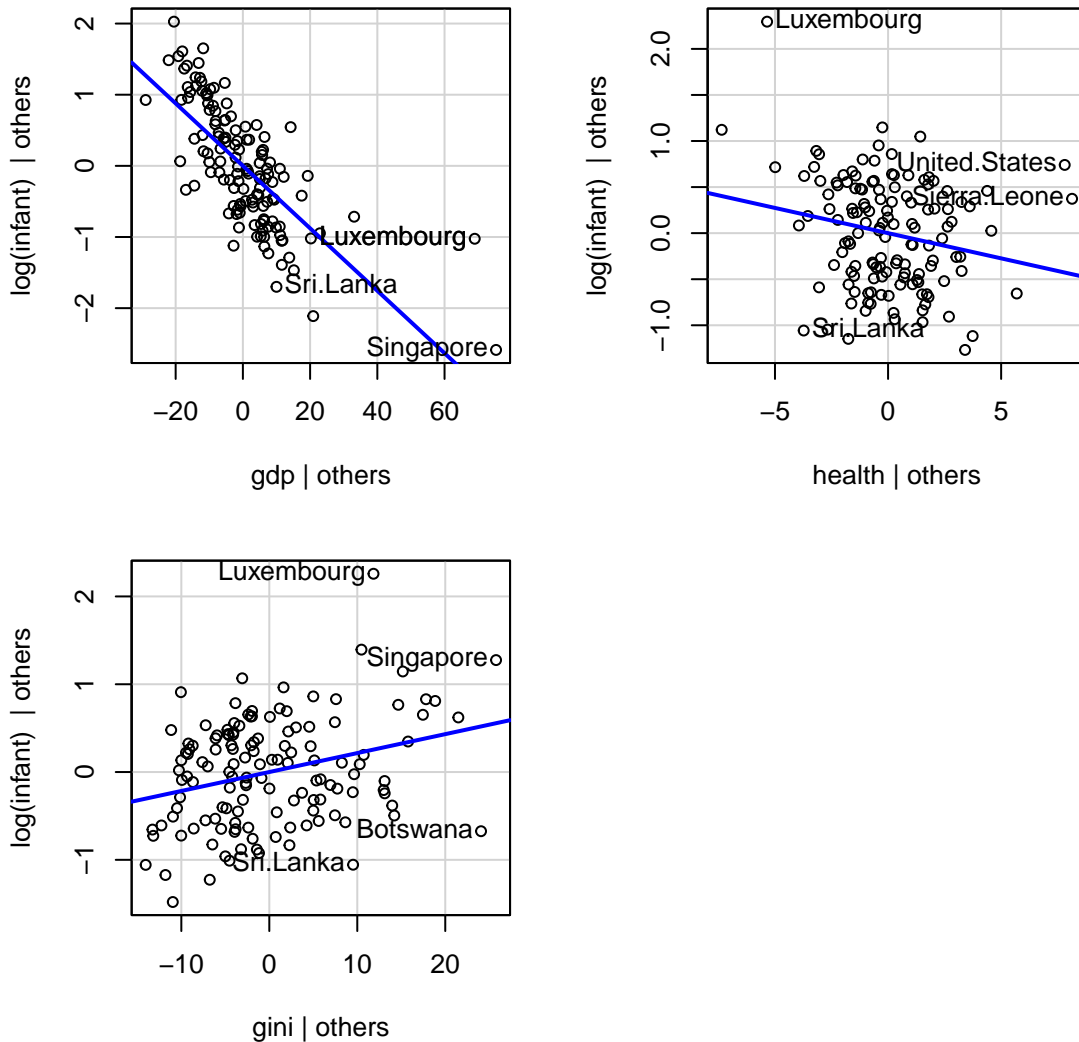 log(infant) | others
2
1
0
−1
−2
Luxembourg
Sri.Lanka
Singapore
−20
0
20
40
60
gdp | others
log(infant) | others
2.0
1.0
0.0
−1.0
Luxembourg
United.States
Sierra.Leone
Sri.Lanka
−5
0
5
health | others
log(infant) | others
2
1
0
−1
Luxembourg
Singapore
Botswana
Sri.Lanka
−10
0
10
20
gini | others